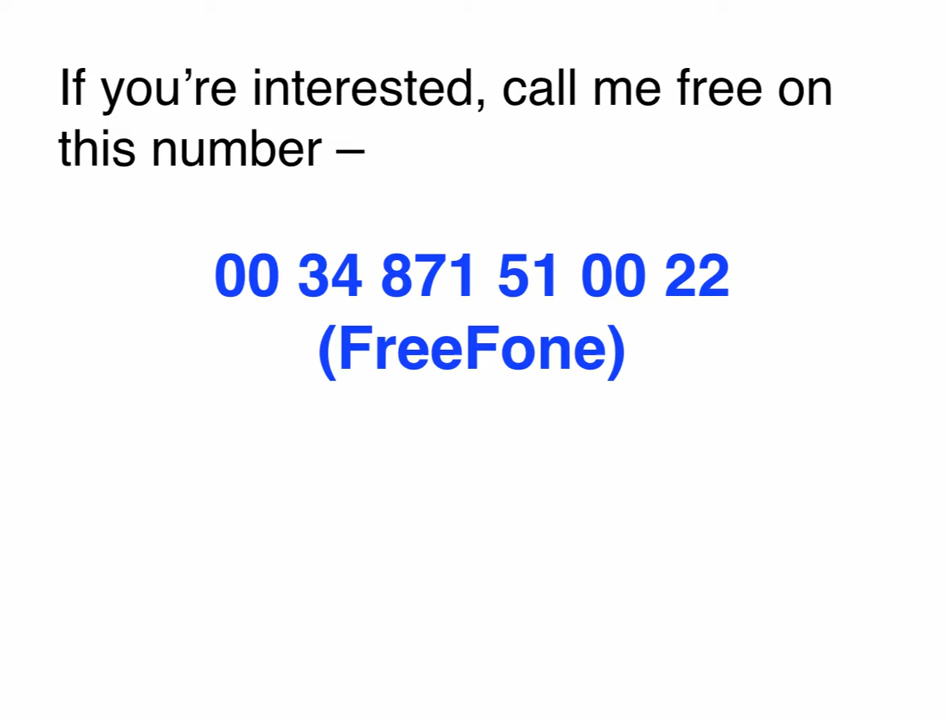 If you’re interested, call me free on
this number –
00 34 871 51 00 22
(FreeFone)